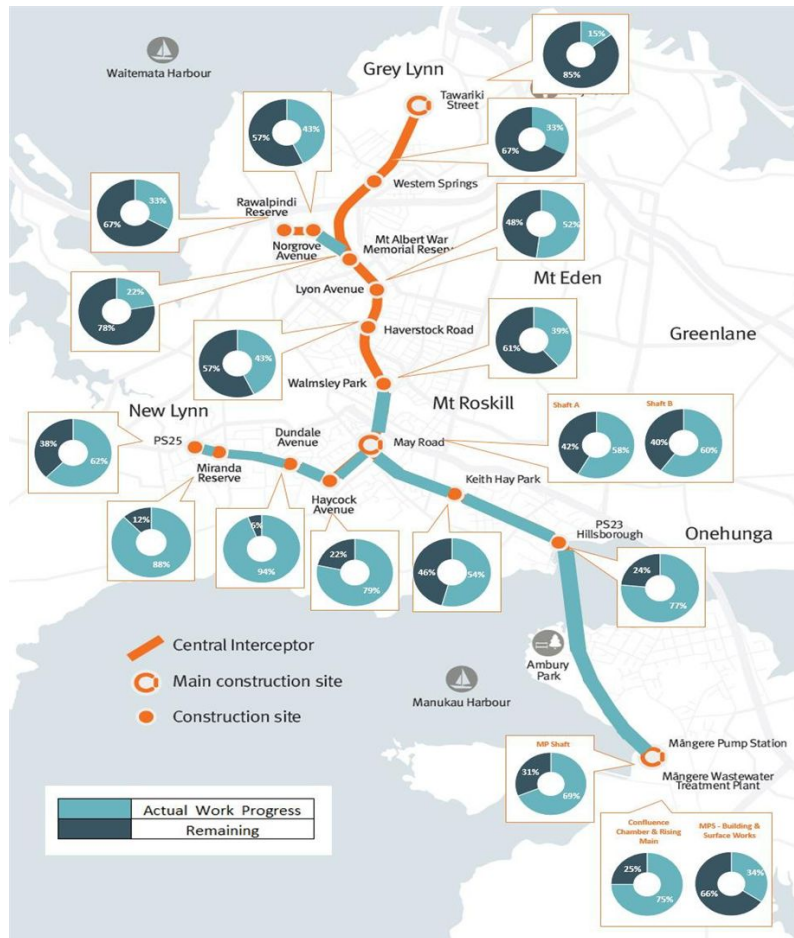 Waitemata Harbour
Grey Lynn
15%
85%
Tawariki
Street
57%
43%
33%
67%
Western Springs
33%
67%
Rawalpindi
Reserve
Norgrove
Avenue
48%
52%
Mt Albert War
Memorial Reserv
Lyon Avenue
Mt Eden
22%
78%
Haverstock Road
39%
61%
Greenlane
57%
43%
Walmsley Park
New Lynn
Mt Roskill
Shaft A
Shaft B
42%
58%
40%
60%
38%
62%
PS25
Dundale
Avenue
May Road
Miranda
Reserve
Keith Hay Park
Haycock
Avenue
12%
88%
6%
94%
22%
79%
46%
54%
PS23
Hillsborough
Onehunga
24%
77%
Central Interceptor
Main construction site
Construction site
Ambury
Park
Manukau Harbour
MP Shaft
31%
69%
Māngere Pump Station
Māngere Wastewater
Treatment Plant
Actual Work Progress
Remaining
Confluence
Chamber & Rising
Main
MPS - Building &
Surface Works
25%
75%
34%
66%